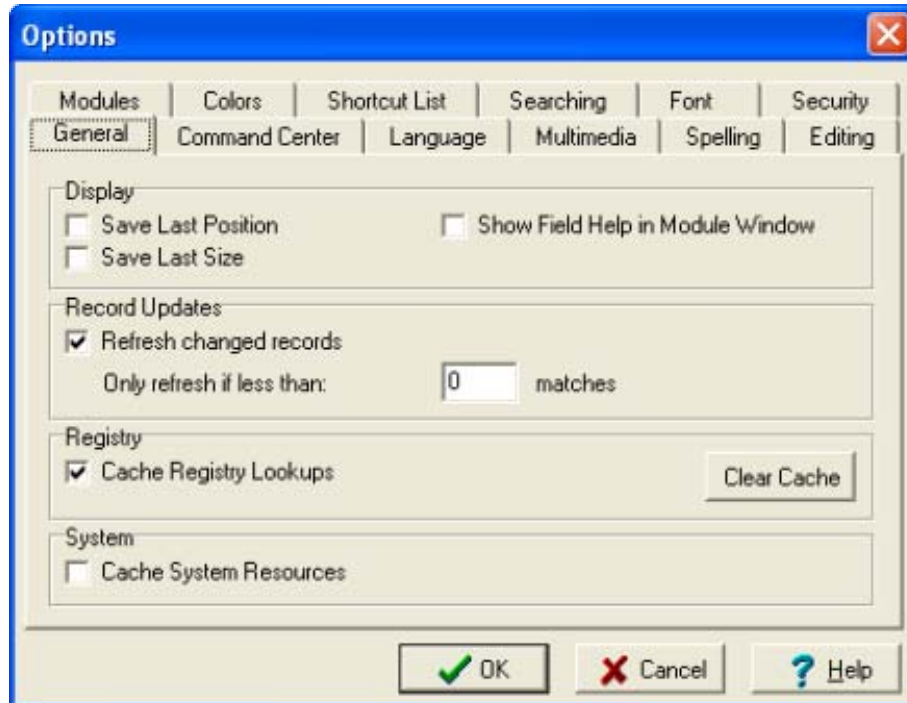 Options
Modules Colors Shortcut List Searching Font Security
General Command Center Language Multimedia Spelling Editing
Display
Save Last Position Show Field Help in Module Window
Save Last Size
Record Updates
Refresh changed records
Only refresh if less than: 0 matches
Registry
Cache Registry Lookups Clear Cache
System
Cache System Resources
OK Cancel Help